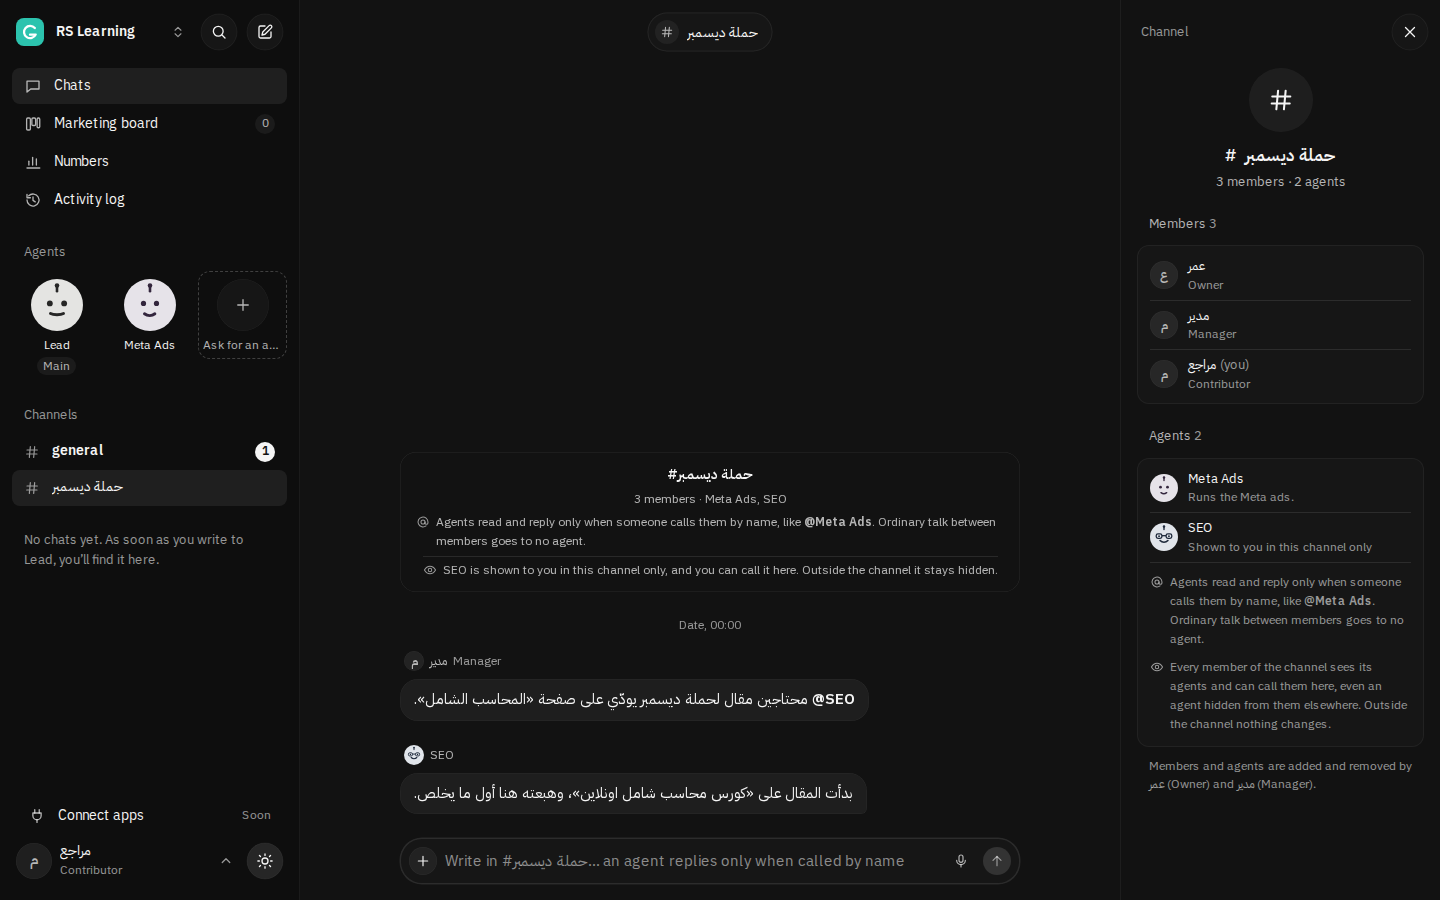 RS Learning
Chats
Marketing board 0
Numbers
Activity log
Agents
Lead
Main
Meta Ads
Ask for an a...
Channels
# general 1
# حملة ديسمبر
No chats yet. As soon as you write to
Lead, you'll find it here.
Connect apps Soon
م مراجع
Contributor
# حملة ديسمبر
#حملة ديسمبر
3 members · Meta Ads, SEO
Agents read and reply only when someone calls them by name, like @Meta Ads. Ordinary talk between
members goes to no agent.
SEO is shown to you in this channel only, and you can call it here. Outside the channel it stays hidden.
Date, 00:00
م مدير Manager
@SEO محتاجين مقال لحملة ديسمبر يودّي على صفحة «المحاسب الشامل».
SEO
بدأت المقال على «كورس محاسب شامل اونلاين»، وهبعته هنا أول ما يخلص.
Write in #حملة ديسمبر... an agent replies only when called by name
Channel
#
# حملة ديسمبر
3 members · 2 agents
Members 3
ع عمر
Owner
م مدير
Manager
م مراجع (you)
Contributor
Agents 2
Meta Ads
Runs the Meta ads.
SEO
Shown to you in this channel only
Agents read and reply only when someone
calls them by name, like @Meta Ads.
Ordinary talk between members goes to no
agent.
Every member of the channel sees its
agents and can call them here, even an
agent hidden from them elsewhere. Outside
the channel nothing changes.
Members and agents are added and removed by
عمر (Owner) and مدير (Manager).